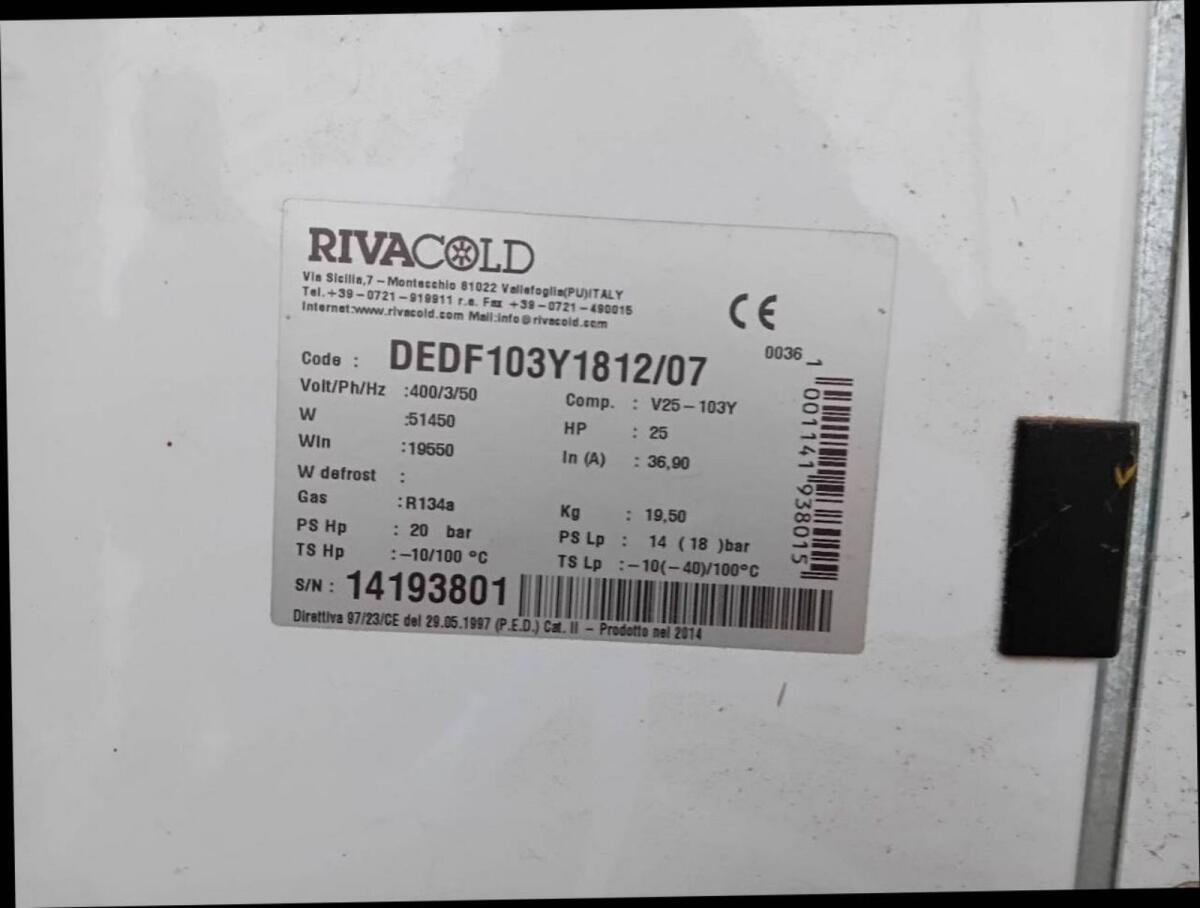 RIVACOLD
Via Sicilia,7 - Montecchio 61022 Vallefoglia(PU)ITALY
Tel.+39-0721-919911 r.a. Fax +39-0721-490015
Internet:www.rivacold.com Mail:info@rivacold.com
CE
0036
Code : DEDF103Y1812/07
Volt/Ph/Hz :400/3/50 Comp. : V25-103Y
W :51450 HP : 25
Win :19550 In (A) : 36,90
W defrost :
Gas :R134a Kg : 19,50
PS Hp : 20 bar PS Lp : 14 ( 18 )bar
TS Hp :-10/100 °C TS Lp :-10(-40)/100°C
S/N : 14193801
Direttiva 97/23/CE del 29.05.1997 (P.E.D.) Cat. II - Prodotto nel 2014
1 001141 938015